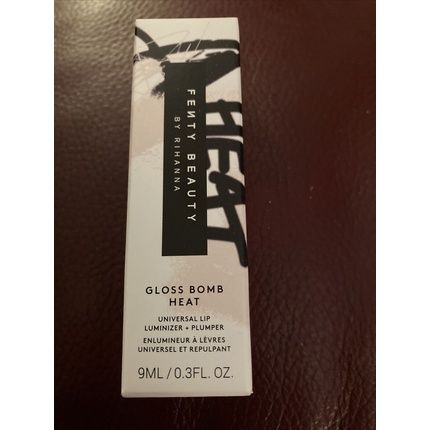 HEAT
FENTY BEAUTY
BY RIHANNA
GLOSS BOMB
HEAT
UNIVERSAL LIP
LUMINIZER + PLUMPER
ENLUMINEUR À LÈVRES
UNIVERSEL ET REPULPANT
9ML / 0.3FL. OZ.